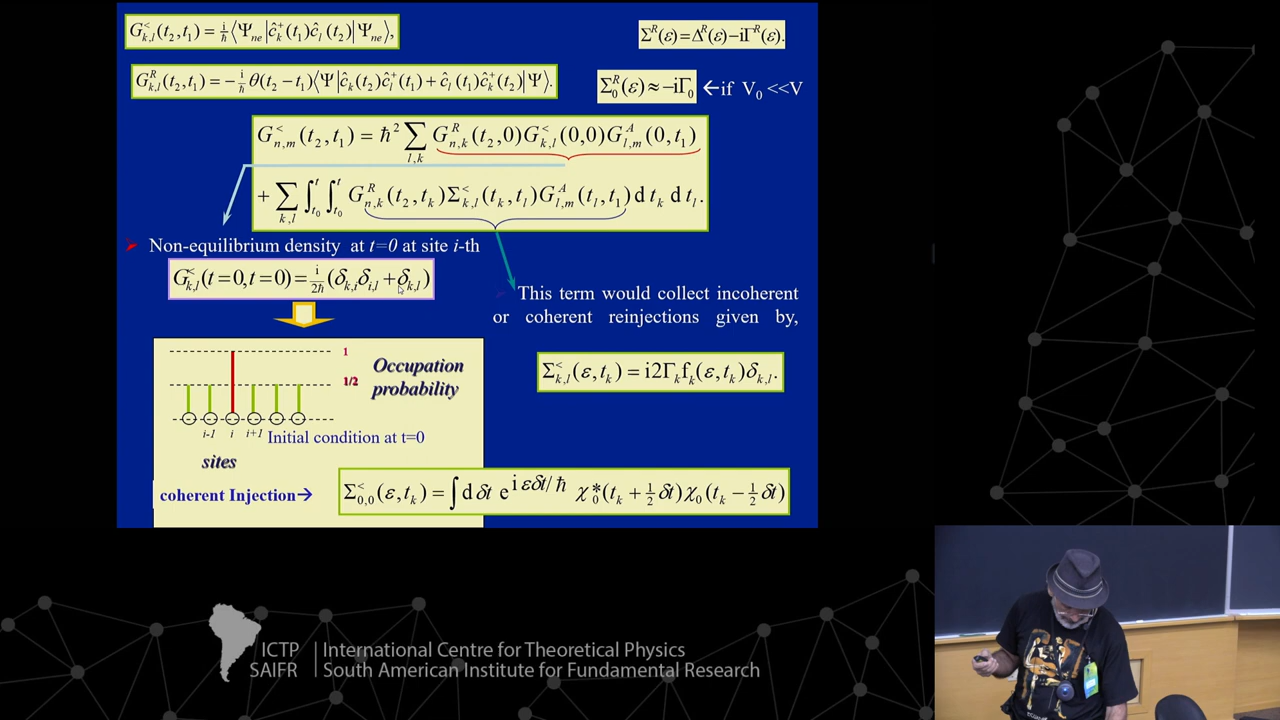 G^<_{k,l}(t_2,t_1) = i/ħ ⟨Ψ_ne|ĉ^+_k(t_1)ĉ_l(t_2)|Ψ_ne⟩,
Σ^R(ε)=Δ^R(ε)−iΓ^R(ε).
G^R_{k,l}(t_2,t_1) = −i/ħ θ(t_2−t_1)⟨Ψ|ĉ_k(t_2)ĉ^+_l(t_1) + ĉ_l(t_1)ĉ^+_k(t_2)|Ψ⟩.
Σ^R_0(ε) ≈ −iΓ_0 ←if V_0 <<V
G^<_{n,m}(t_2,t_1) = ħ^2 ∑_{l,k} G^R_{n,k}(t_2,0)G^<_{k,l}(0,0)G^A_{l,m}(0,t_1)
+ ∑_{k,l} ∫^t_{t_0} ∫^t_{t_0} G^R_{n,k}(t_2,t_k)Σ^<_{k,l}(t_k,t_l)G^A_{l,m}(t_l,t_1)d t_k d t_l.
Non-equilibrium density at t=0 at site i-th
G^<_{k,l}(t=0,t=0)= i/2ħ (δ_{k,i}δ_{i,l}+δ_{k,l})
This term would collect incoherent
or coherent reinjections given by,
Σ^<_{k,l}(ε,t_k) = i2Γ_k f_k(ε,t_k)δ_{k,l}.
1
1/2
Occupation
probability
i-1 i i+1
Initial condition at t=0
sites
coherent Injection→
Σ^<_{0,0}(ε,t_k) = ∫d δt e^{i εδt/ħ} χ^*_0(t_k + 1/2 δt)χ_0(t_k − 1/2 δt)
ICTP
SAIFR
International Centre for Theoretical Physics
South American Institute for Fundamental Research